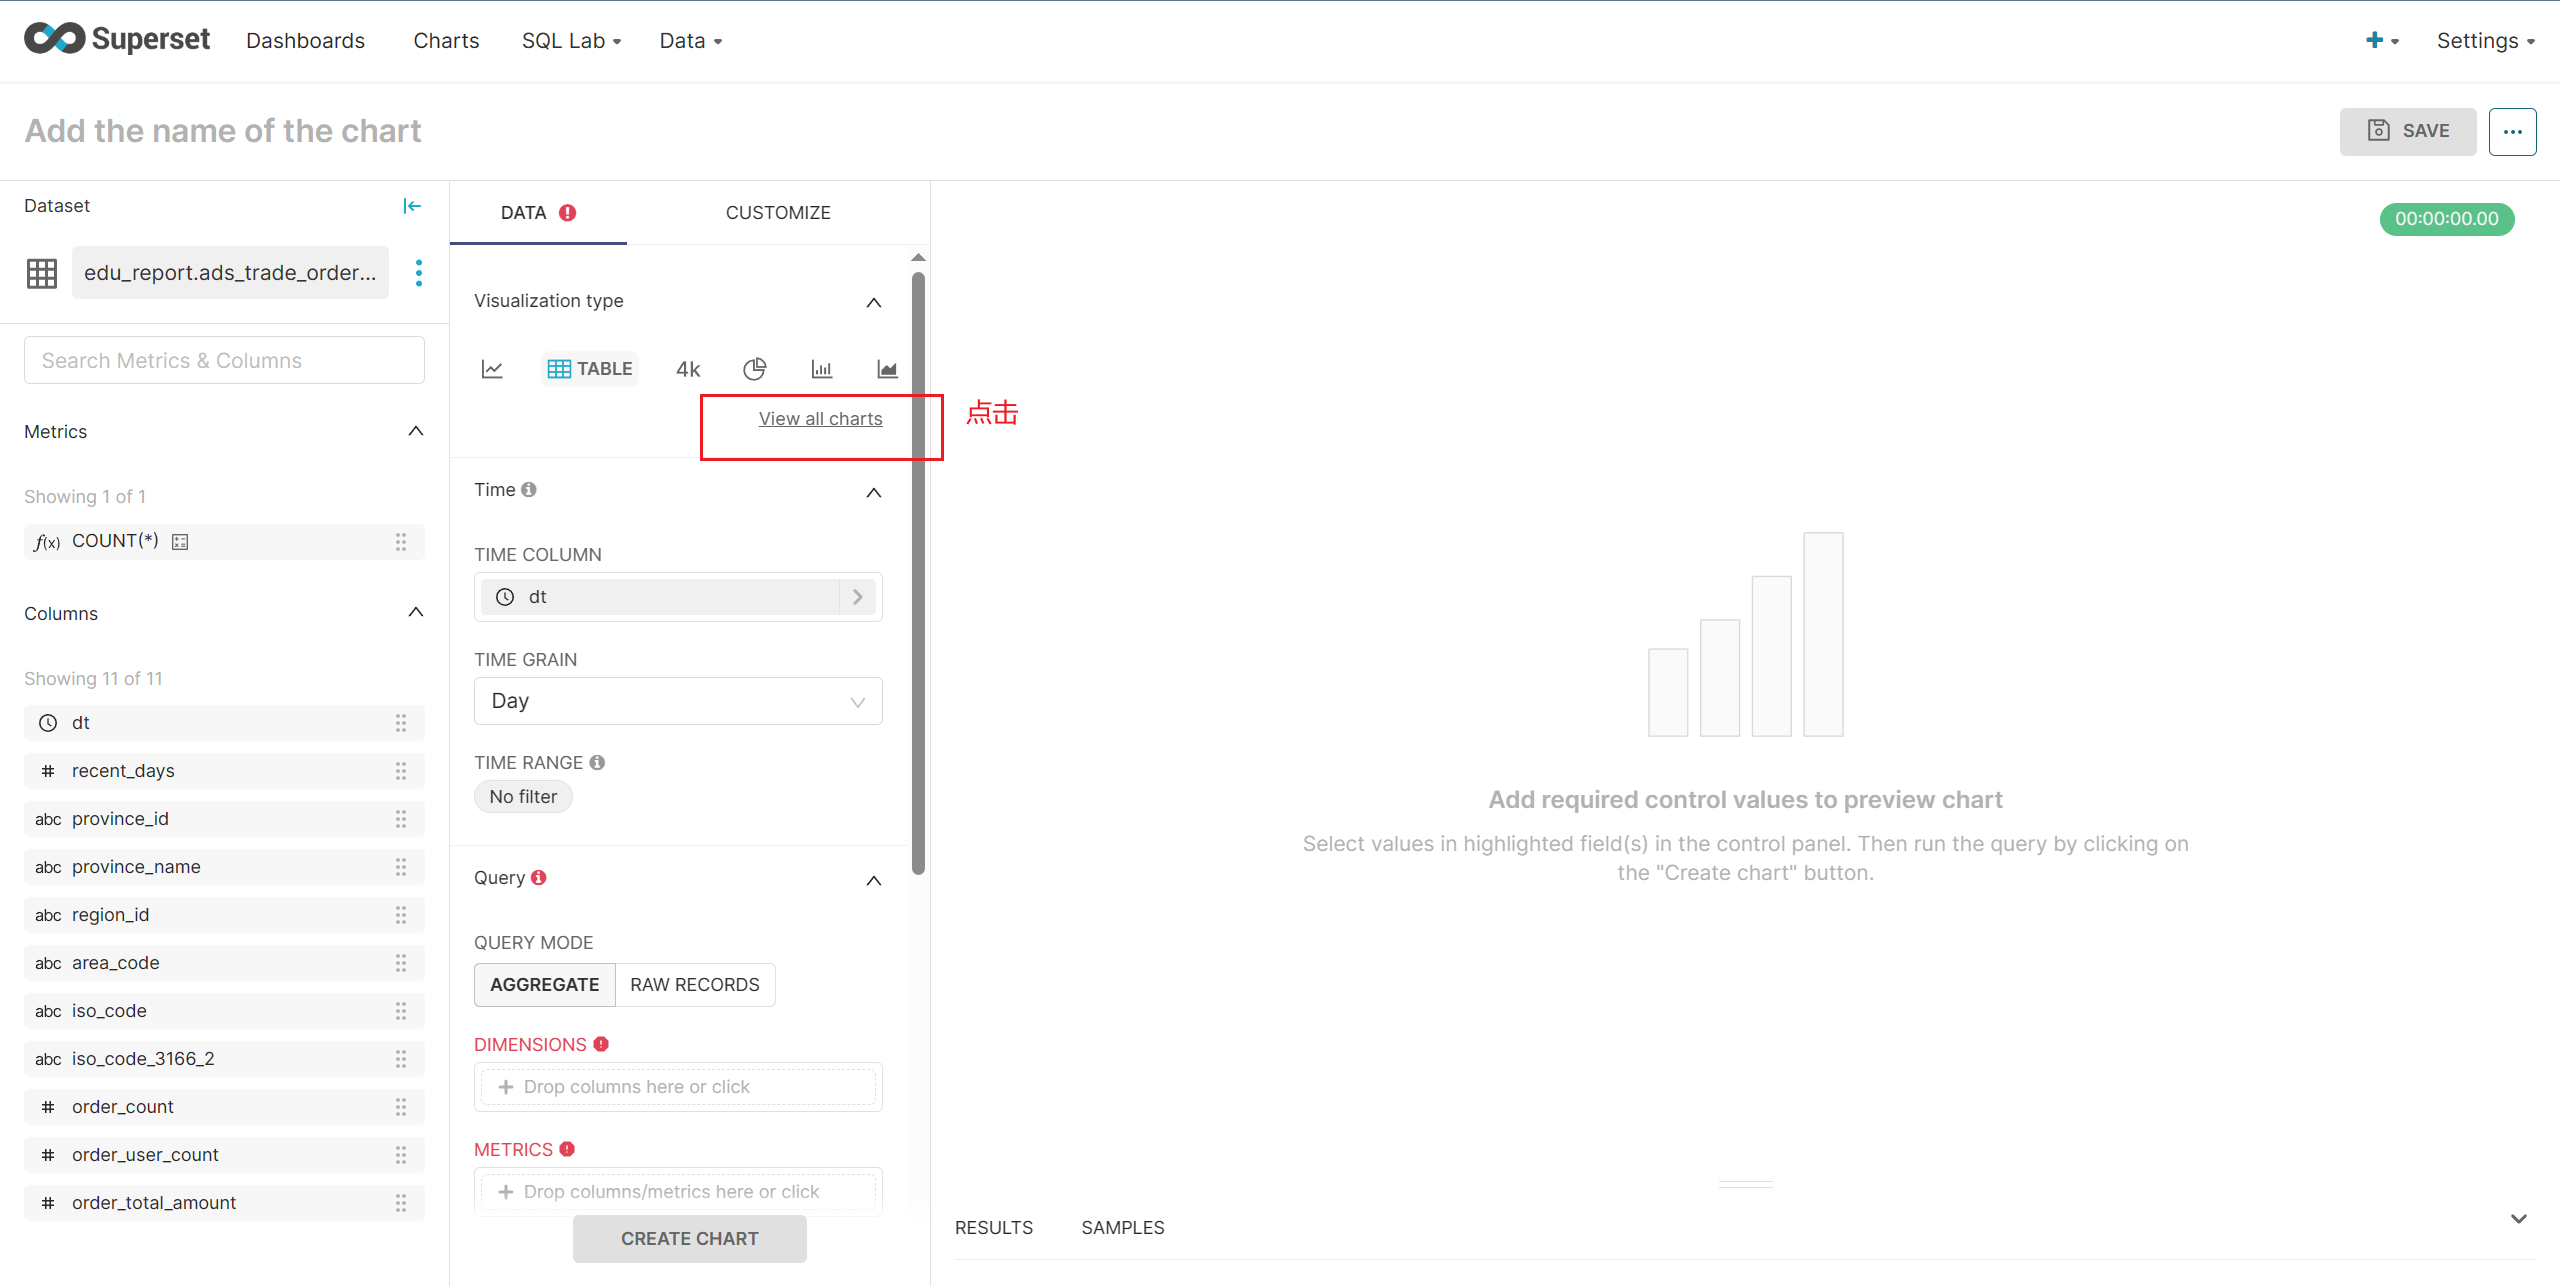 Superset
Dashboards
Charts
SQL Lab
Data
Settings
Add the name of the chart
SAVE
Dataset
edu_report.ads_trade_order...
Search Metrics & Columns
Metrics
Showing 1 of 1
f(x) COUNT(*)
Columns
Showing 11 of 11
dt
# recent_days
abc province_id
abc province_name
abc region_id
abc area_code
abc iso_code
abc iso_code_3166_2
# order_count
# order_user_count
# order_total_amount
DATA
CUSTOMIZE
Visualization type
TABLE
4k
View all charts
点击
Time
TIME COLUMN
dt
TIME GRAIN
Day
TIME RANGE
No filter
Query
QUERY MODE
AGGREGATE
RAW RECORDS
DIMENSIONS
Drop columns here or click
METRICS
Drop columns/metrics here or click
CREATE CHART
00:00:00.00
Add required control values to preview chart
Select values in highlighted field(s) in the control panel. Then run the query by clicking on
the "Create chart" button.
RESULTS
SAMPLES